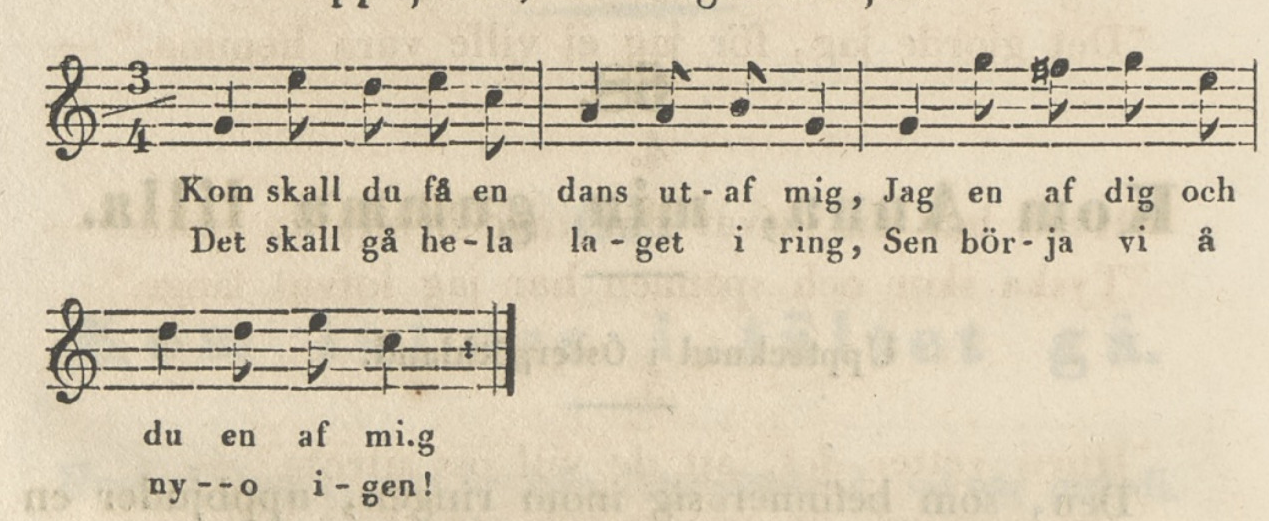 3
4
Kom skall du få en dans ut - af mig, Jag en af dig och
Det skall gå he - la la - get i ring, Sen bör - ja vi å
du en af mi.g
ny - - o i - gen!